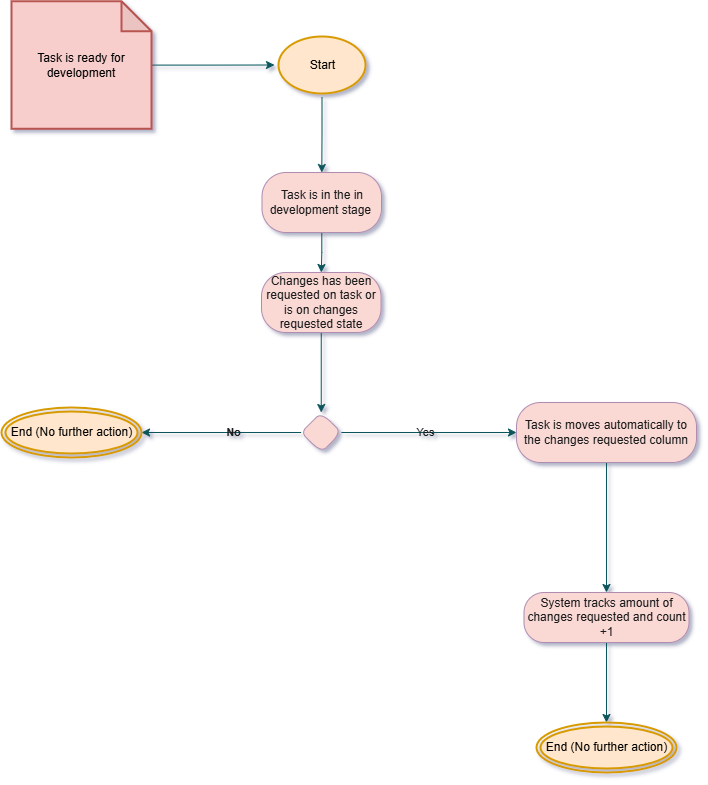 Task is ready for
development
Start
Task is in the in
development stage
Changes has been
requested on task or
is on changes
requested state
End (No further action)
No
Yes
Task is moves automatically to
the changes requested column
System tracks amount of
changes requested and count
+1
End (No further action)